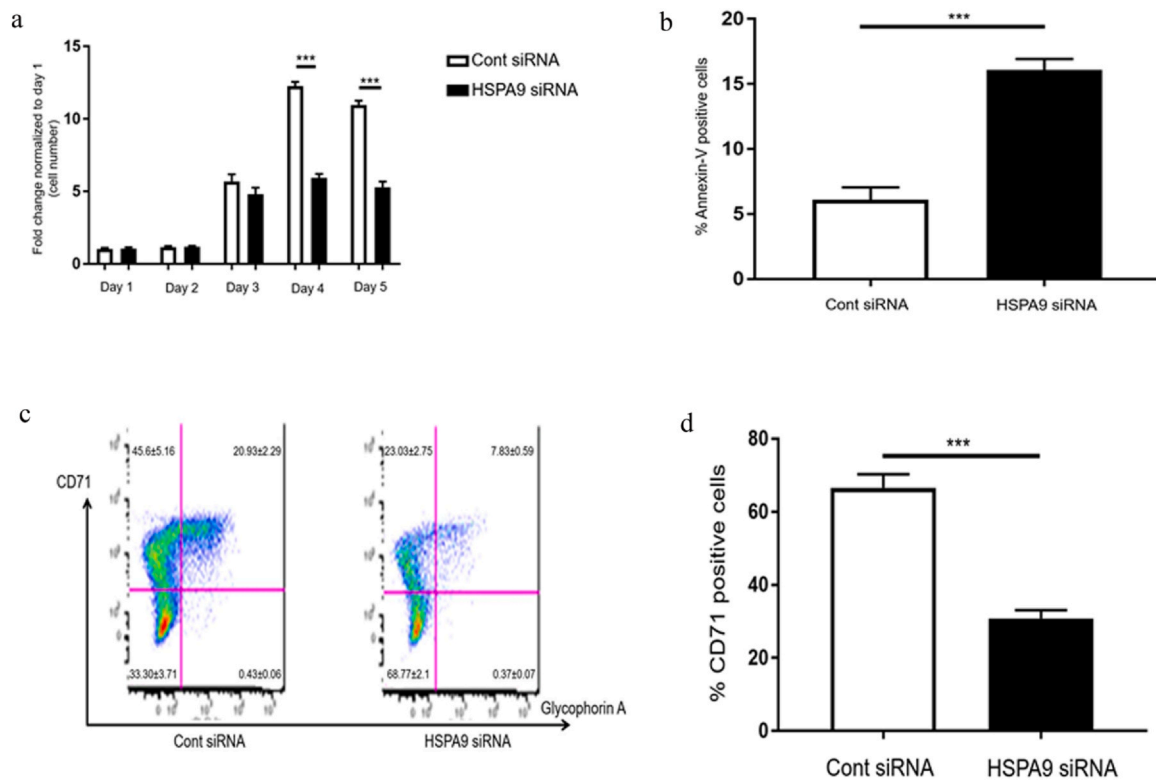 a
15
10
5
0
Fold change normalized to day 1
(cell number)
***
***
Cont siRNA
HSPA9 siRNA
Day 1
Day 2
Day 3
Day 4
Day 5
b
20
15
10
5
0
% Annexin-V positive cells
***
Cont siRNA
HSPA9 siRNA
c
CD71
45.6±5.16
20.93±2.29
33.30±3.71
0.43±0.06
Cont siRNA
23.03±2.75
7.83±0.59
68.77±2.1
0.37±0.07
HSPA9 siRNA
Glycophorin A
d
80
60
40
20
0
% CD71 positive cells
***
Cont siRNA
HSPA9 siRNA